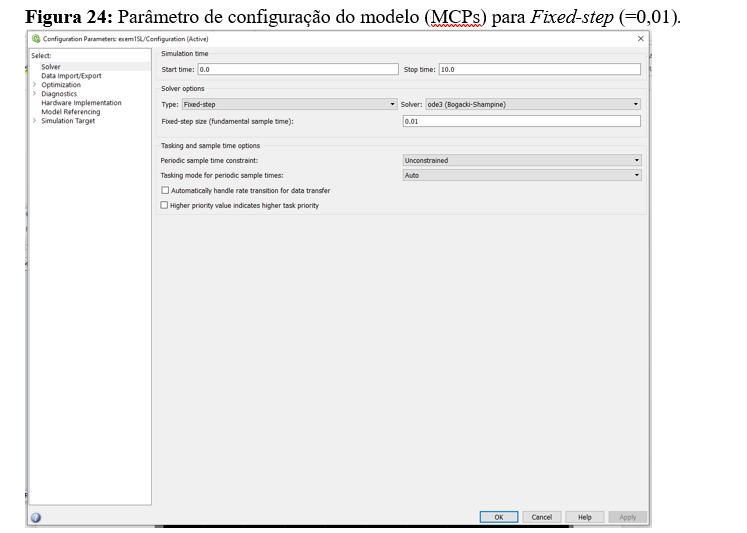 Figura 24: Parâmetro de configuração do modelo (MCPs) para Fixed-step (=0,01).
Configuration Parameters: exem1SL/Configuration (Active)
Select:
Solver
Data Import/Export
Optimization
Diagnostics
Hardware Implementation
Model Referencing
Simulation Target
Simulation time
Start time: 0.0 Stop time: 10.0
Solver options
Type: Fixed-step Solver: ode3 (Bogacki-Shampine)
Fixed-step size (fundamental sample time): 0.01
Tasking and sample time options
Periodic sample time constraint: Unconstrained
Tasking mode for periodic sample times: Auto
Automatically handle rate transition for data transfer
Higher priority value indicates higher task priority
OK Cancel Help Apply